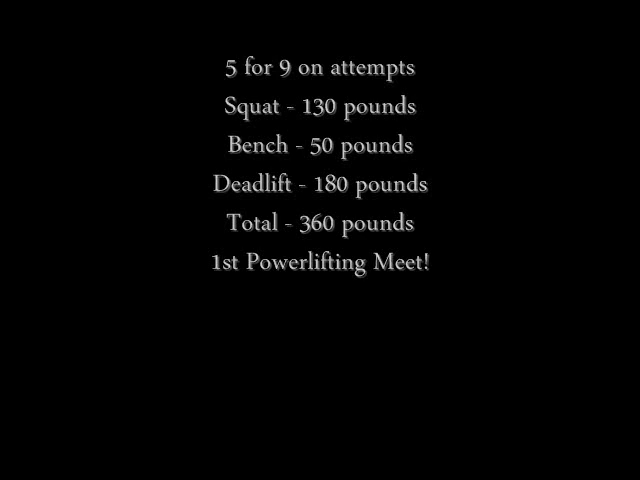 5 for 9 on attempts
Squat - 130 pounds
Bench - 50 pounds
Deadlift - 180 pounds
Total - 360 pounds
1st Powerlifting Meet!